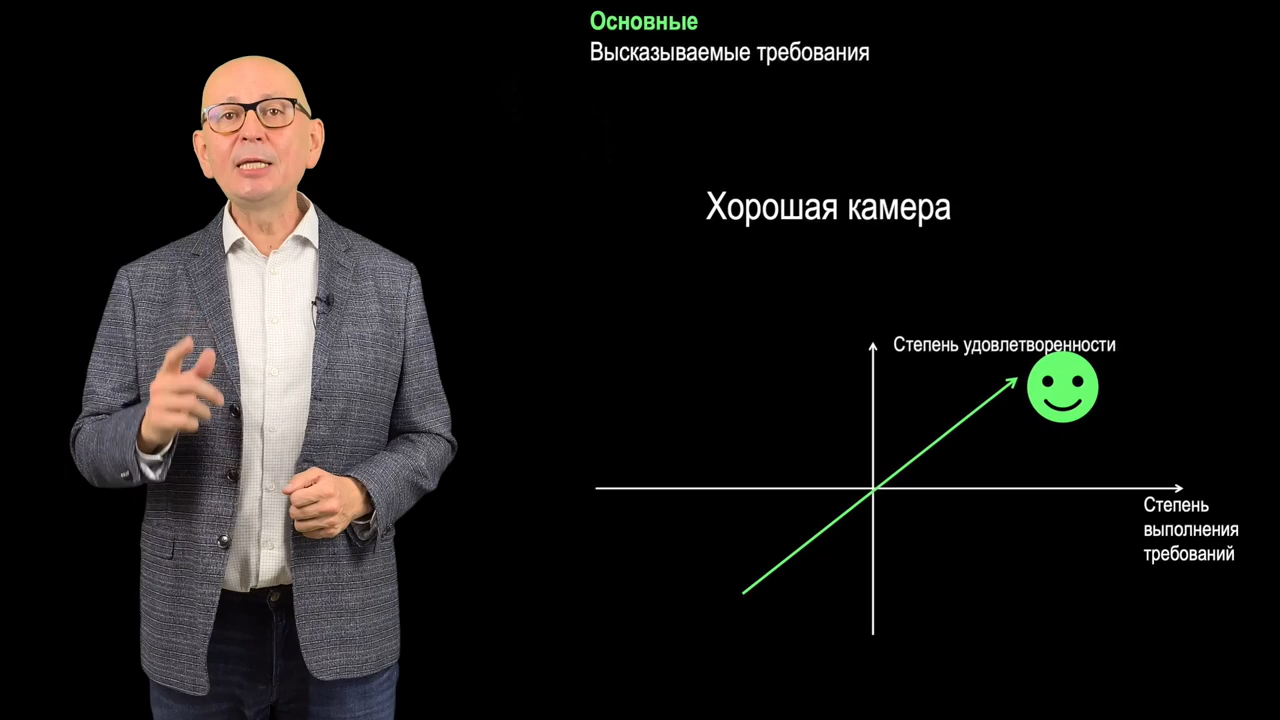 Основные
Высказываемые требования
Хорошая камера
Степень удовлетворенности
Степень
выполнения
требований